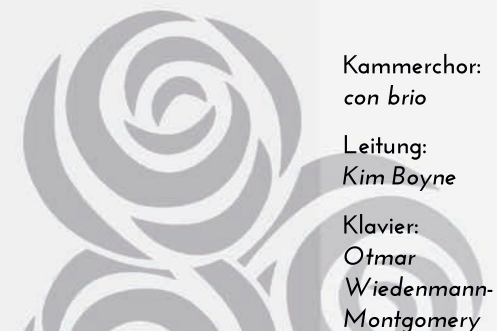 Kammerchor:
con brio
Leitung:
Kim Boyne
Klavier:
Otmar
Wiedenmann-
Montgomery